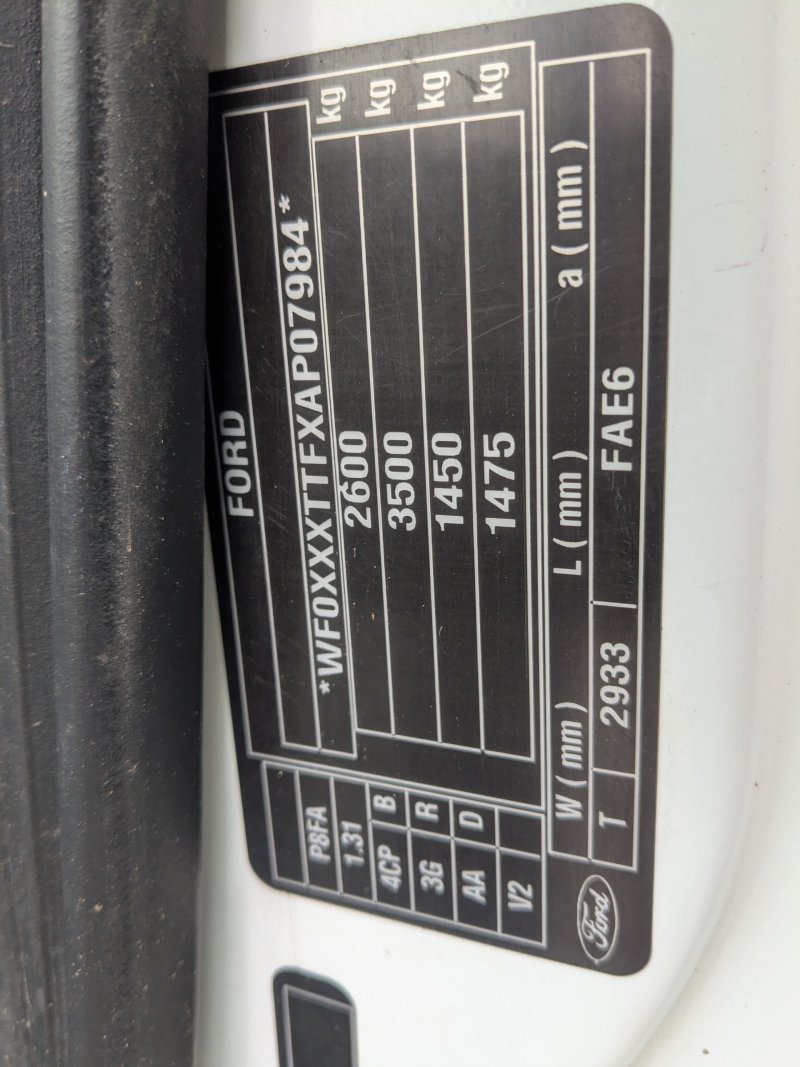 FORD
*WF0XXXTTFXAP07984*
2600 kg
3500 kg
1450 kg
1475 kg
P8FA
1.31
4CP B
3G R
AA D
V2
W ( mm ) L ( mm ) a ( mm )
T 2933 FAE6
Ford